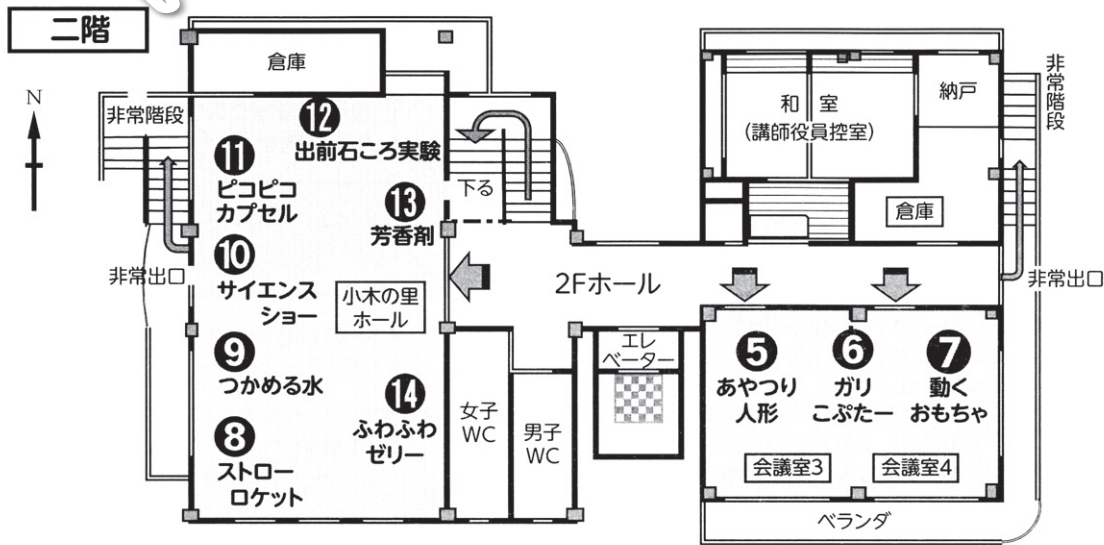 二階
N
倉庫
非常階段
⓬
出前石ころ実験
⓫
ピコピコ
カプセル
⓭
芳香剤
下る
❿
サイエンス
ショー
非常出口
小木の里
ホール
❾
つかめる水
❽
ストロー
ロケット
⓮
ふわふわ
ゼリー
女子
WC
男子
WC
2Fホール
エレ
ベーター
和室
(講師役員控室)
納戸
倉庫
非常階段
非常出口
❺
あやつり
人形
❻
ガリ
こぷたー
❼
動く
おもちゃ
会議室3
会議室4
ベランダ